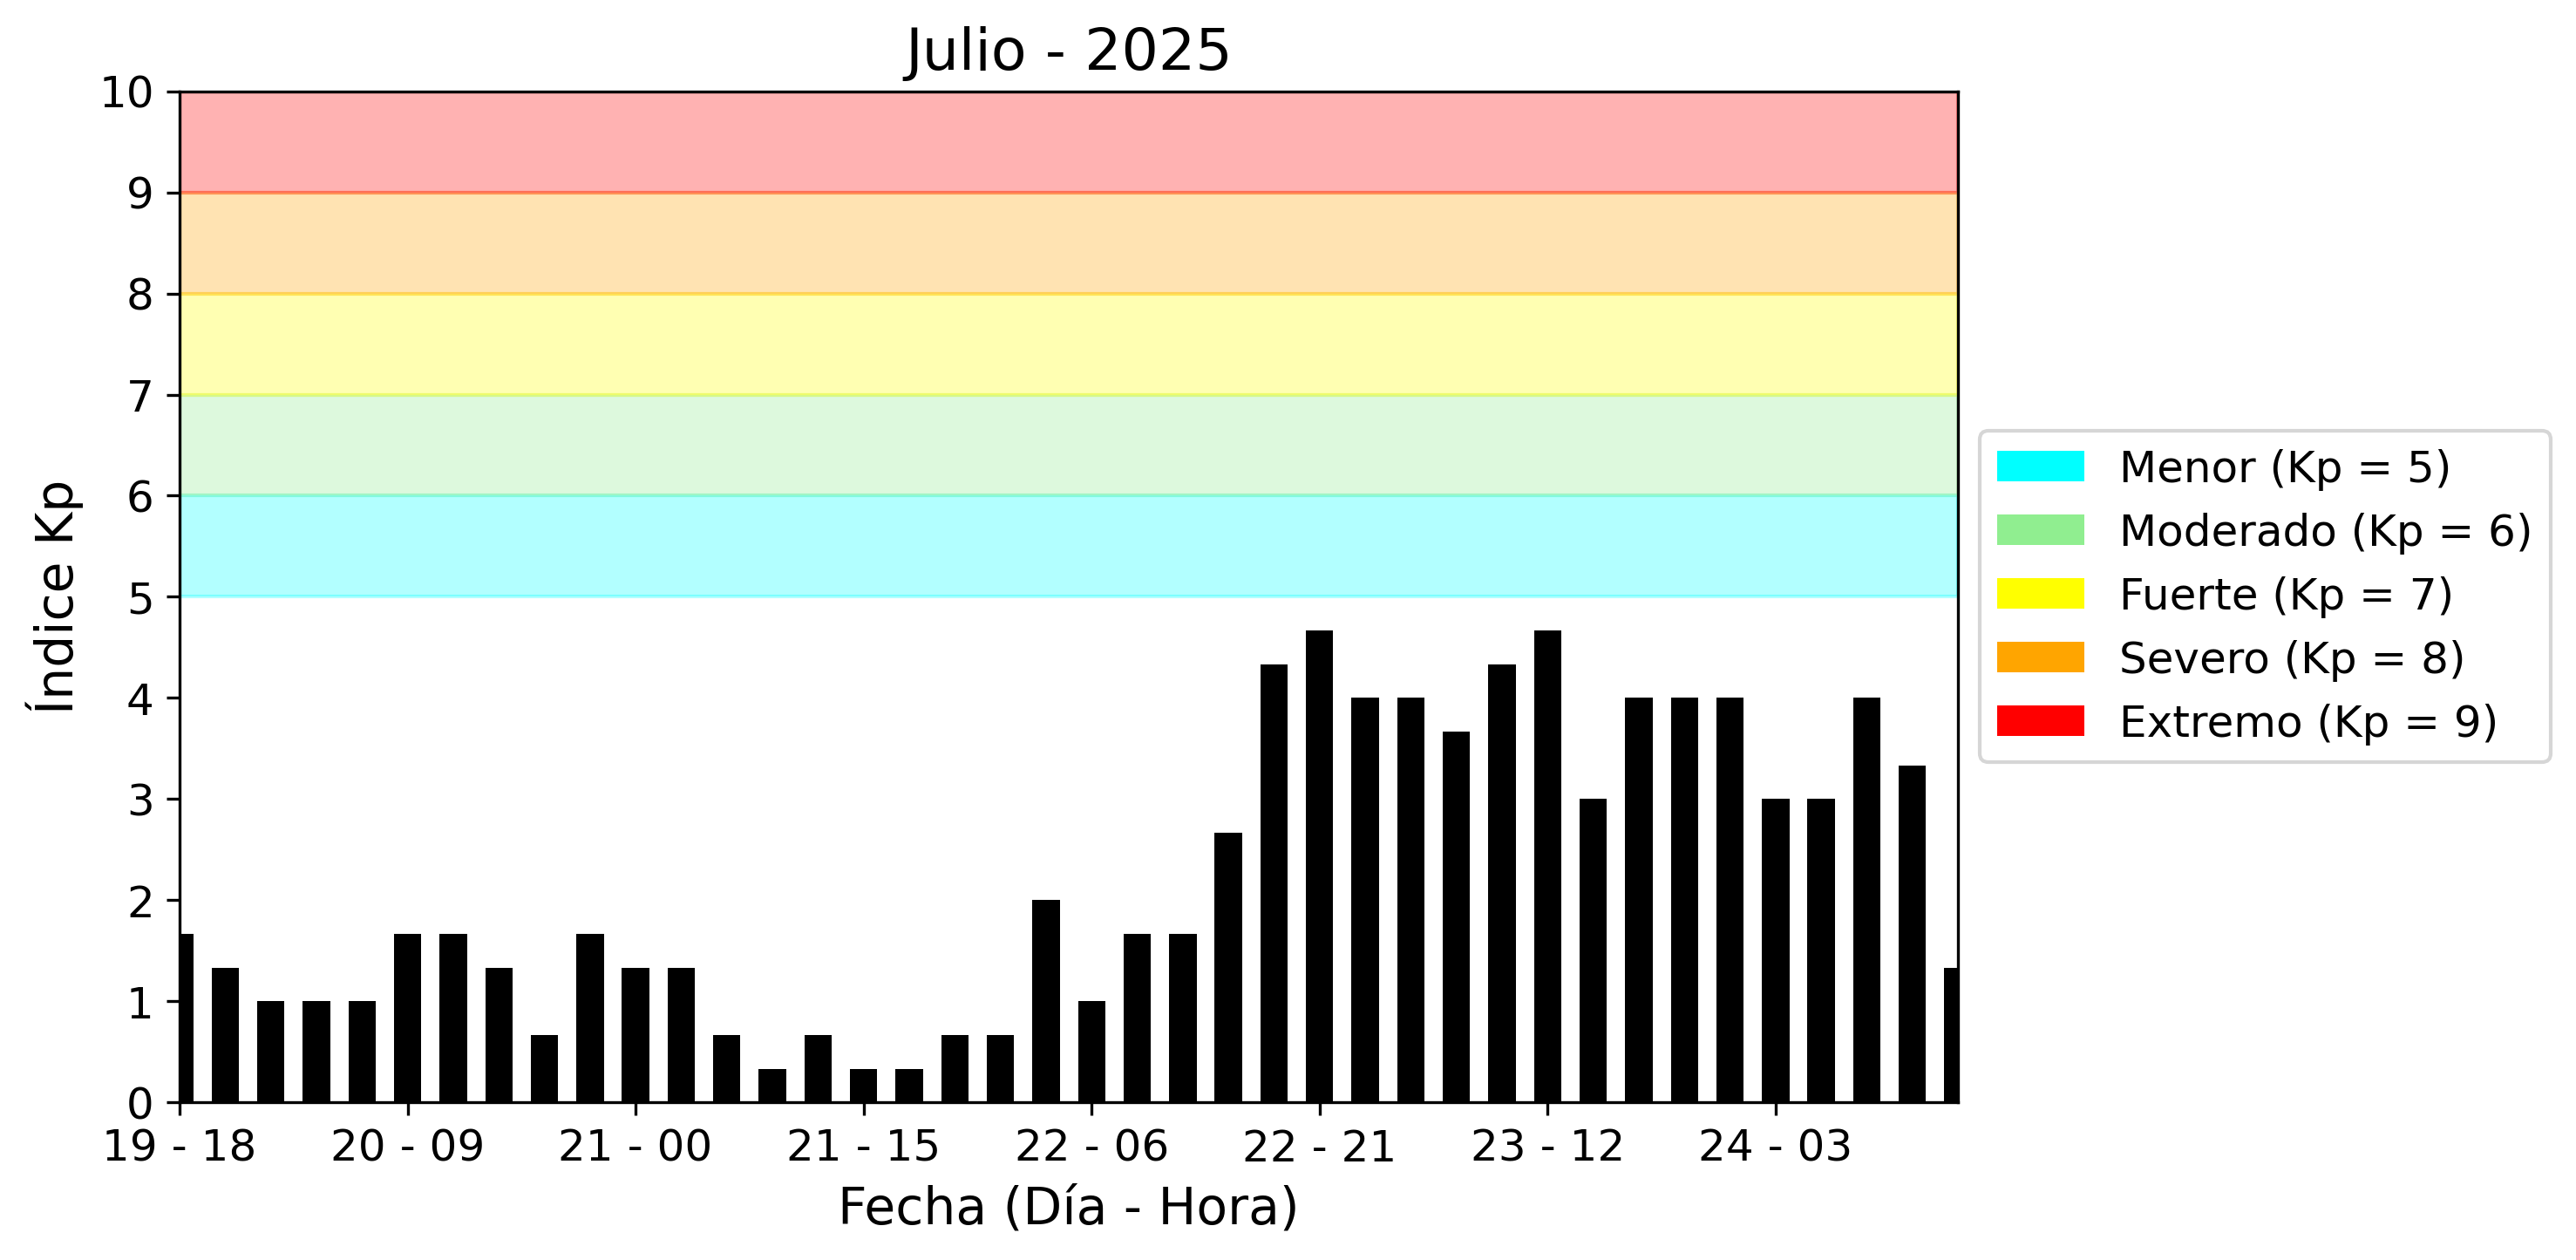 Julio - 2025
10
9
8
7
6
5
4
3
2
1
0
Índice Kp
19 - 18
20 - 09
21 - 00
21 - 15
22 - 06
22 - 21
23 - 12
24 - 03
Fecha (Día - Hora)
Menor (Kp = 5)
Moderado (Kp = 6)
Fuerte (Kp = 7)
Severo (Kp = 8)
Extremo (Kp = 9)